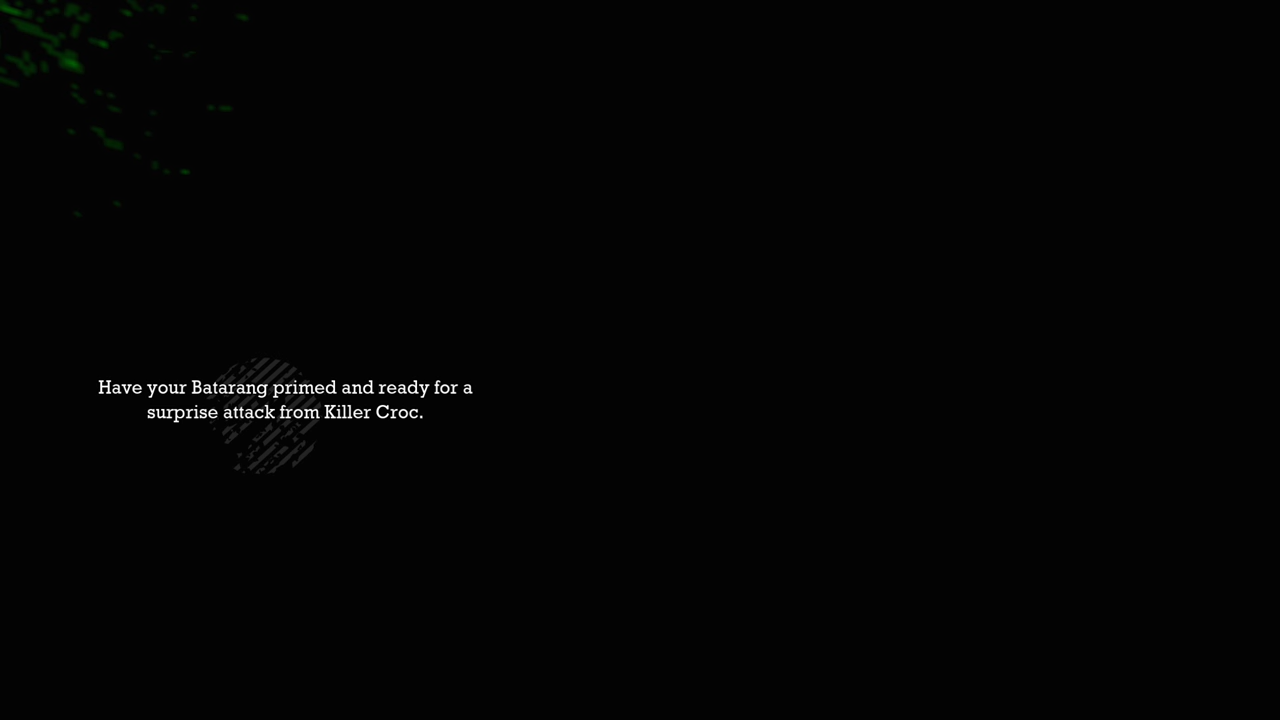 Have your Batarang primed and ready for a
surprise attack from Killer Croc.